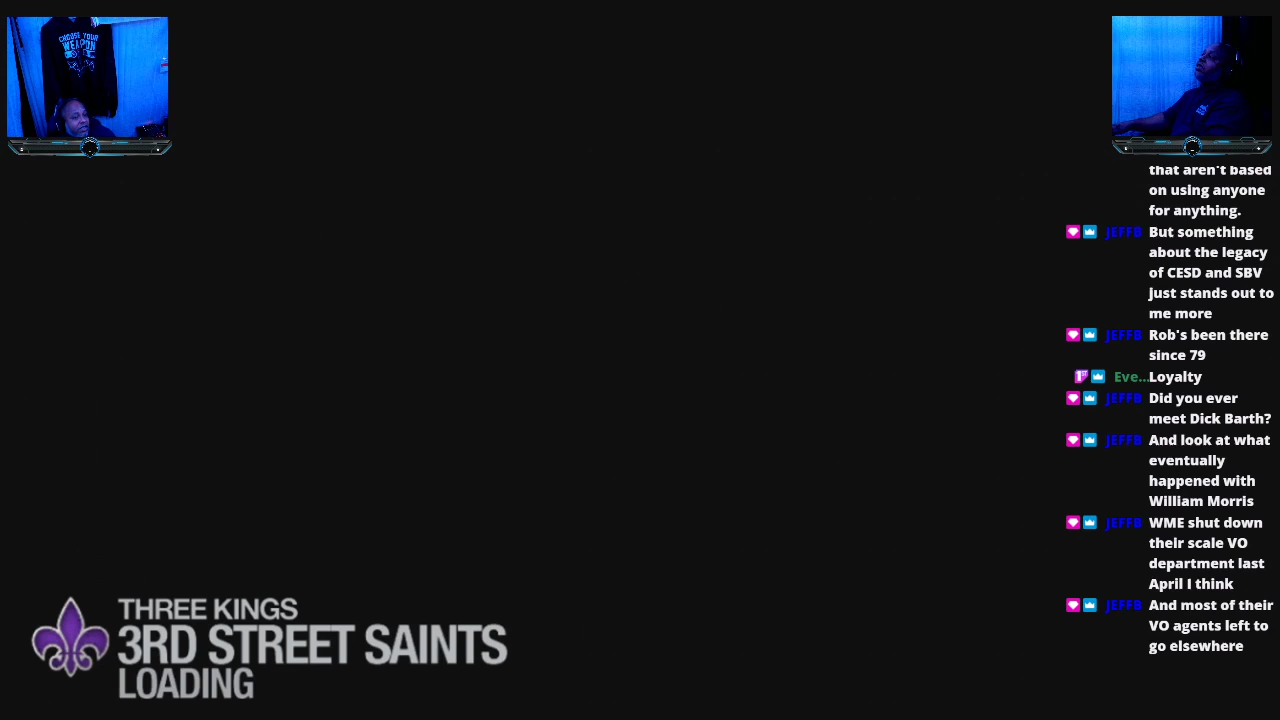 CHOOSE YOUR
WEAPON
that aren't based
on using anyone
for anything.
JEFFB But something
about the legacy
of CESD and SBV
just stands out to
me more
JEFFB Rob's been there
since 79
Eve... Loyalty
JEFFB Did you ever
meet Dick Barth?
JEFFB And look at what
eventually
happened with
William Morris
JEFFB WME shut down
their scale VO
department last
April I think
JEFFB And most of their
VO agents left to
go elsewhere
THREE KINGS
3RD STREET SAINTS
LOADING